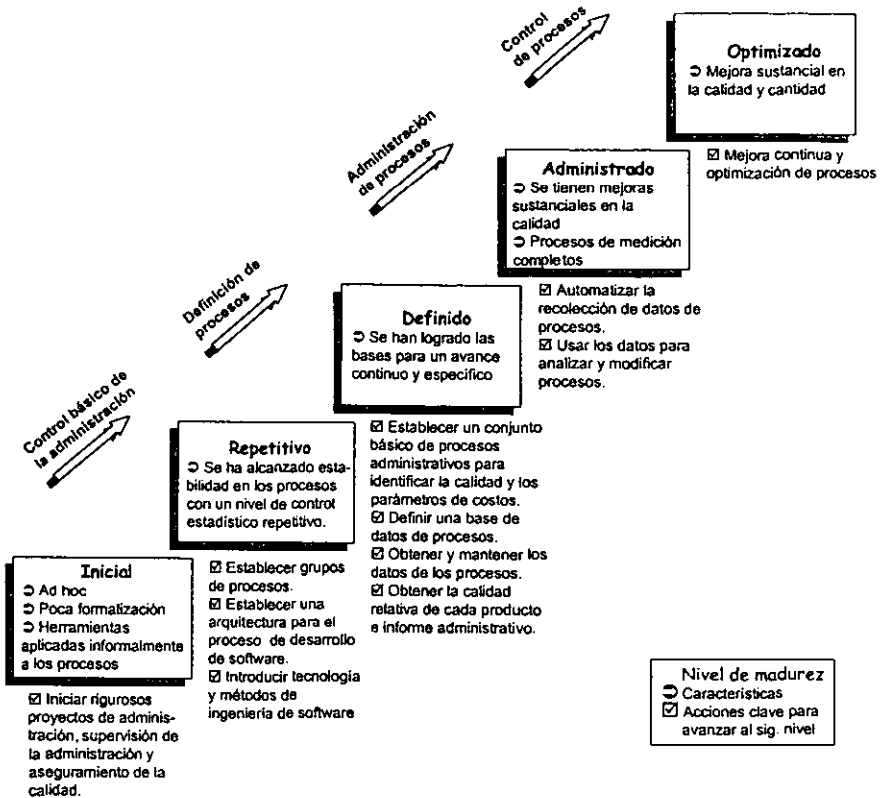 Control
de procesos
Optimizado
➲ Mejora sustancial en
la calidad y cantidad
☑ Mejora continua y
optimización de procesos
Administración
de procesos
Administrado
➲ Se tienen mejoras
sustanciales en la
calidad
➲ Procesos de medición
completos
☑ Automatizar la
recolección de datos de
procesos.
☑ Usar los datos para
analizar y modificar
procesos.
Definición de
procesos
Definido
➲ Se han logrado las
bases para un avance
continuo y específico
☑ Establecer un conjunto
básico de procesos
administrativos para
identificar la calidad y los
parámetros de costos.
☑ Definir una base de
datos de procesos.
☑ Obtener y mantener los
datos de los procesos.
☑ Obtener la calidad
relativa de cada producto
e informe administrativo.
Control básico de
la administración
Repetitivo
➲ Se ha alcanzado esta-
bilidad en los procesos
con un nivel de control
estadístico repetitivo.
☑ Establecer grupos
de procesos.
☑ Establecer una
arquitectura para el
proceso de desarrollo
de software.
☑ Introducir tecnología
y métodos de
ingeniería de software
Inicial
➲ Ad hoc
➲ Poca formalización
➲ Herramientas
aplicadas informalmente
a los procesos
☑ Iniciar rigurosos
proyectos de adminis-
tración, supervisión de
la administración y
aseguramiento de la
calidad.
Nivel de madurez
➲ Características
☑ Acciones clave para
avanzar al sig. nivel